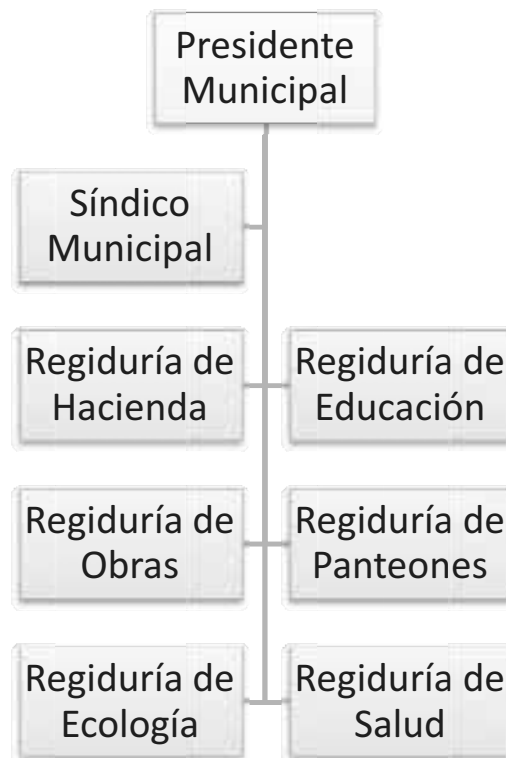 Presidente
Municipal
Síndico
Municipal
Regiduría de
Hacienda
Regiduría de
Educación
Regiduría de
Obras
Regiduría de
Panteones
Regiduría de
Ecología
Regiduría de
Salud